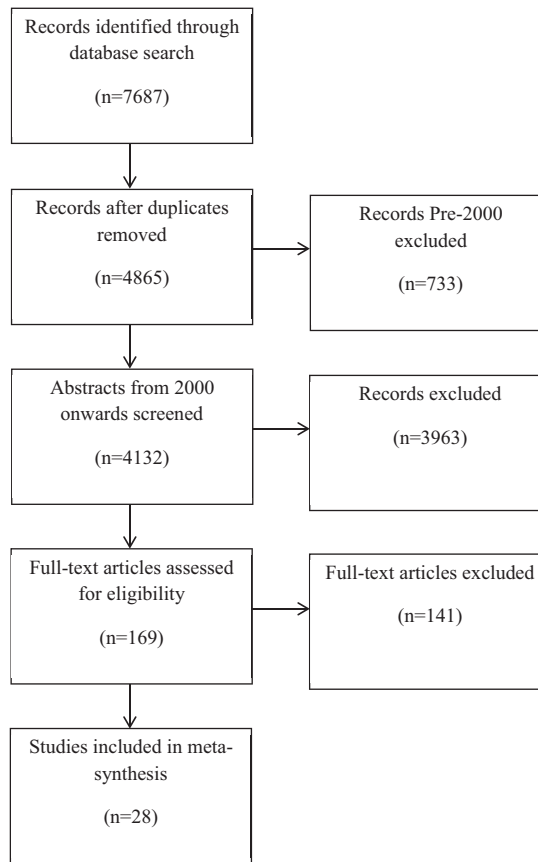 Records identified through
database search
(n=7687)
Records after duplicates
removed
(n=4865)
Records Pre-2000
excluded
(n=733)
Abstracts from 2000
onwards screened
(n=4132)
Records excluded
(n=3963)
Full-text articles assessed
for eligibility
(n=169)
Full-text articles excluded
(n=141)
Studies included in meta-
synthesis
(n=28)